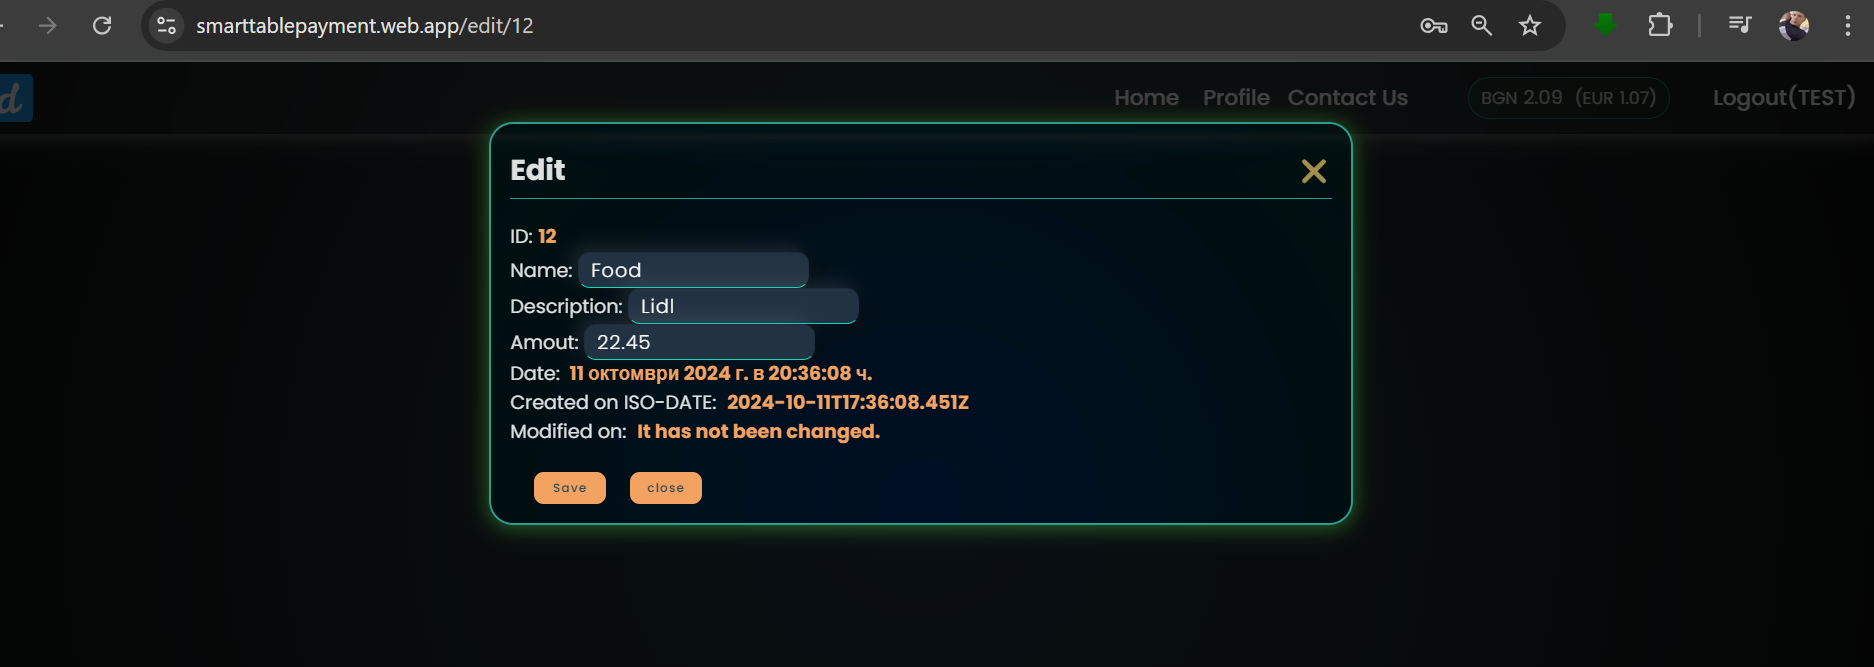 smarttablepayment.web.app/edit/12
d
Home Profile Contact Us BGN 2.09 (EUR 1.07) Logout(TEST)
Edit
ID: 12
Name: Food
Description: Lidl
Amout: 22.45
Date: 11 октомври 2024 г. в 20:36:08 ч.
Created on ISO-DATE: 2024-10-11T17:36:08.451Z
Modified on: It has not been changed.
Save close